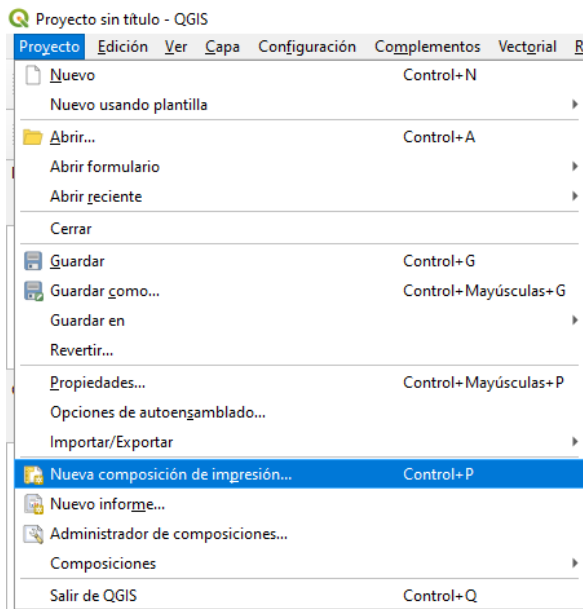 Proyecto sin título - QGIS
Proyecto Edición Ver Capa Configuración Complementos Vectorial R
Nuevo Control+N
Nuevo usando plantilla
Abrir... Control+A
Abrir formulario
Abrir reciente
Cerrar
Guardar Control+G
Guardar como... Control+Mayúsculas+G
Guardar en
Revertir...
Propiedades... Control+Mayúsculas+P
Opciones de autoensamblado...
Importar/Exportar
Nueva composición de impresión... Control+P
Nuevo informe...
Administrador de composiciones...
Composiciones
Salir de QGIS Control+Q